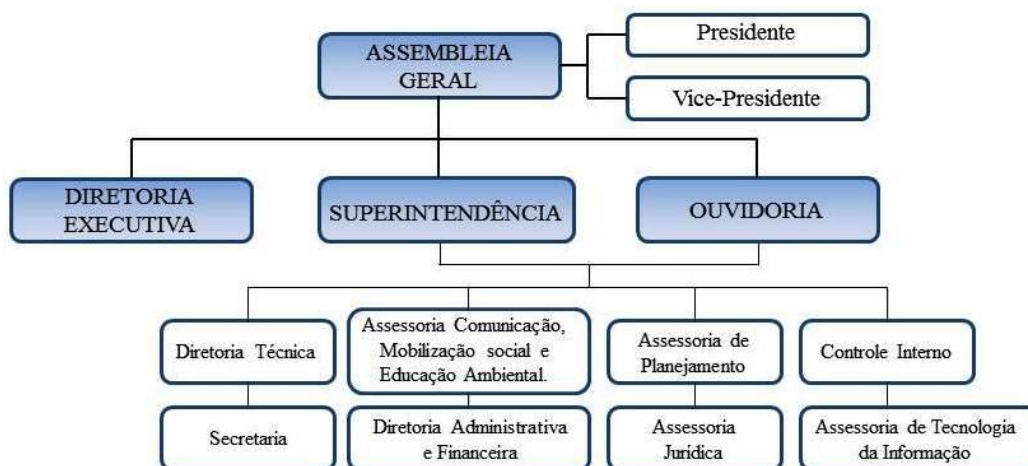 ASSEMBLEIA
GERAL
Presidente
Vice-Presidente
DIRETORIA
EXECUTIVA
SUPERINTENDÊNCIA
OUVIDORIA
Diretoria Técnica
Assessoria Comunicação,
Mobilização social e
Educação Ambiental.
Assessoria de
Planejamento
Controle Interno
Secretaria
Diretoria Administrativa
e Financeira
Assessoria
Jurídica
Assessoria de Tecnologia
da Informação